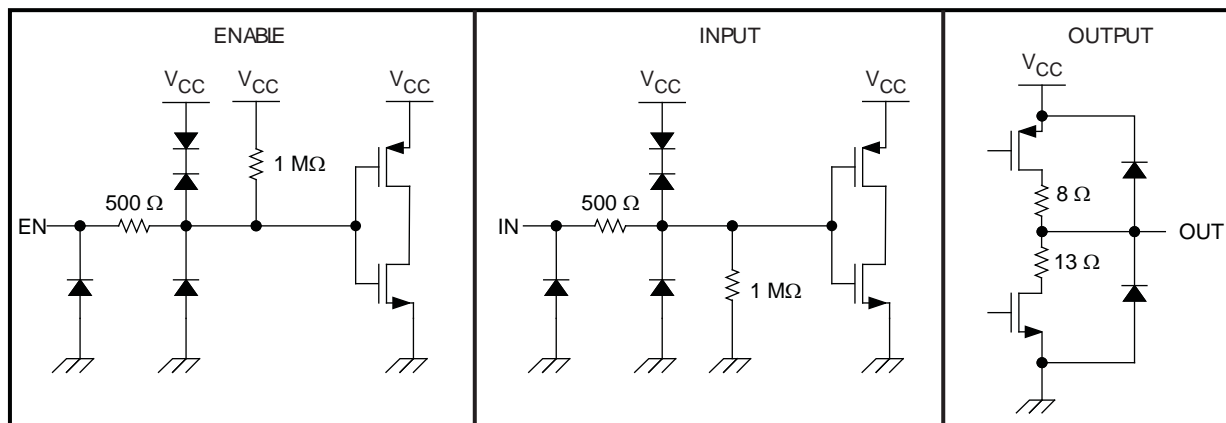 ENABLE
INPUT
OUTPUT
VCC
VCC
VCC
1 MΩ
500 Ω
EN
VCC
VCC
500 Ω
IN
1 MΩ
VCC
8 Ω
OUT
13 Ω